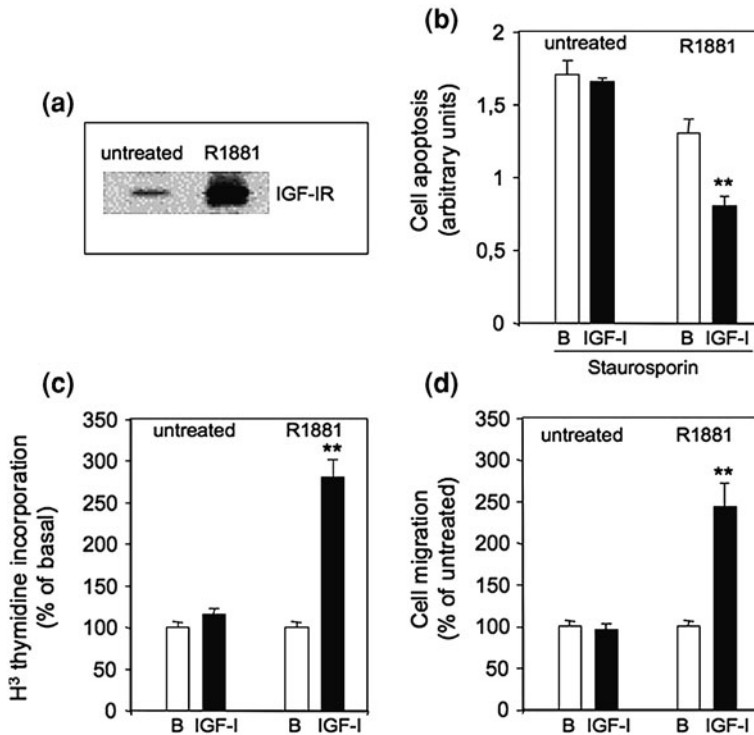 (a)
untreated R1881
IGF-IR
(b)
Cell apoptosis
(arbitrary units)
2
1,5
1
0,5
0
untreated R1881
**
B IGF-I B IGF-I
Staurosporin
(c)
H³ thymidine incorporation
(% of basal)
350
300
250
200
150
100
50
0
untreated R1881
**
B IGF-I B IGF-I
(d)
Cell migration
(% of untreated)
350
300
250
200
150
100
50
0
untreated R1881
**
B IGF-I B IGF-I